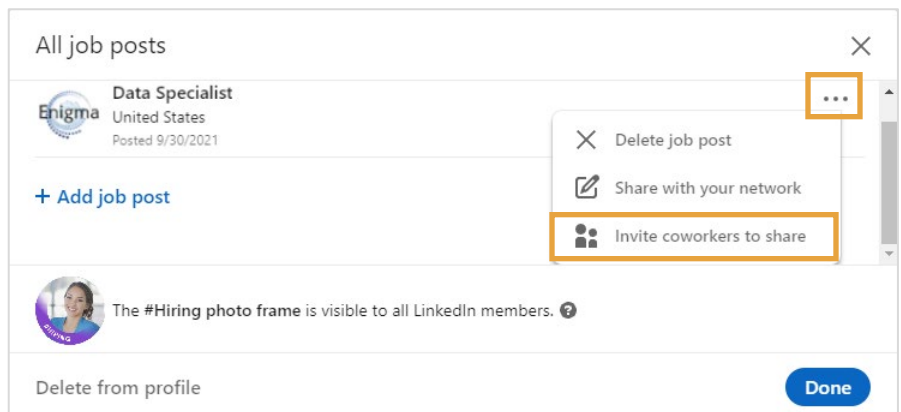 All job posts
Enigma
Data Specialist
United States
Posted 9/30/2021
Delete job post
Share with your network
Invite coworkers to share
+ Add job post
HIRING
The #Hiring photo frame is visible to all LinkedIn members.
Delete from profile
Done